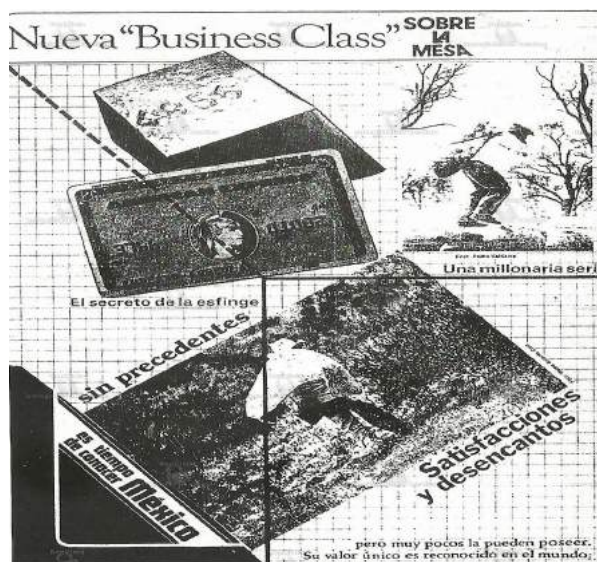 Nueva "Business Class"
SOBRE
LA
MESA
Una millonaria seri
El secreto de la esfinge
sin precedentes
es tiempo
de conocer México
Satisfacciones
y desencantos
pero muy pocos la pueden poseer.
Su valor único es reconocido en el mundo;